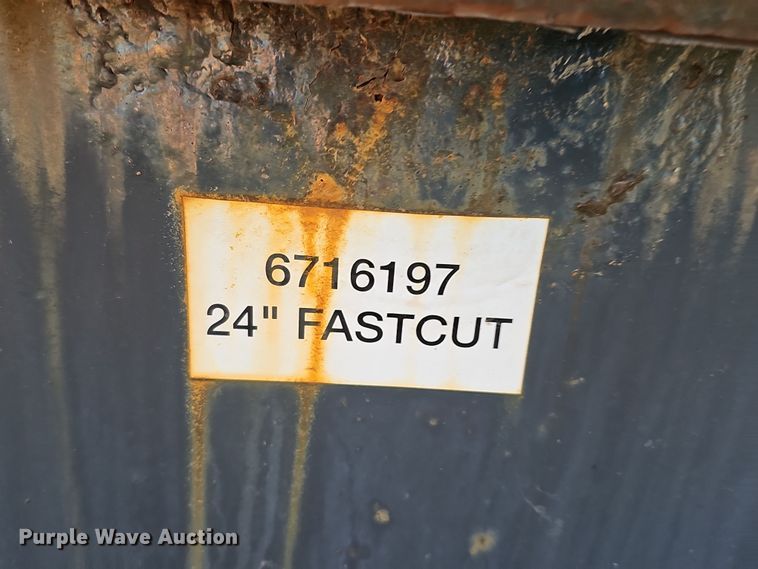 6716197
24" FASTCUT
Purple Wave Auction